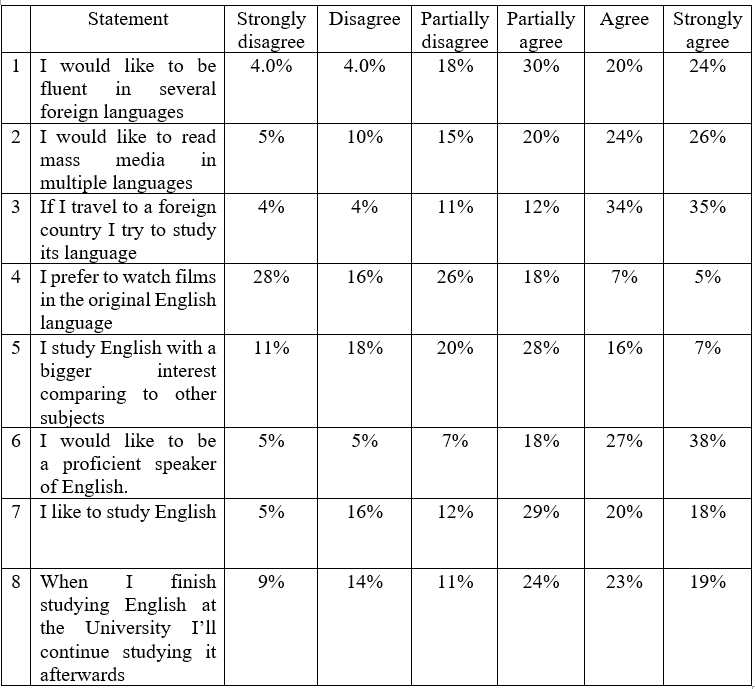 Statement Strongly disagree Disagree Partially disagree Partially agree Agree Strongly agree
1 I would like to be 4.0% 4.0% 18% 30% 20% 24%
fluent in several
foreign languages
2 I would like to read 5% 10% 15% 20% 24% 26%
mass media in
multiple languages
3 If I travel to a foreign 4% 4% 11% 12% 34% 35%
country I try to study
its language
4 I prefer to watch films 28% 16% 26% 18% 7% 5%
in the original English
language
5 I study English with a 11% 18% 20% 28% 16% 7%
bigger interest
comparing to other
subjects
6 I would like to be 5% 5% 7% 18% 27% 38%
a proficient speaker
of English.
7 I like to study English 5% 16% 12% 29% 20% 18%
8 When I finish 9% 14% 11% 24% 23% 19%
studying English at
the University I’ll
continue studying it
afterwards